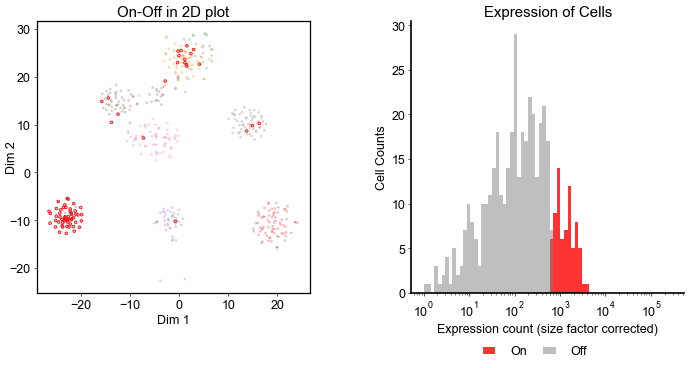 On-Off in 2D plot
30
20
10
0
−10
−20
Dim 2
−20 −10 0 10 20
Dim 1
Expression of Cells
30
25
20
15
10
5
0
Cell Counts
10^0 10^1 10^2 10^3 10^4 10^5
Expression count (size factor corrected)
On Off